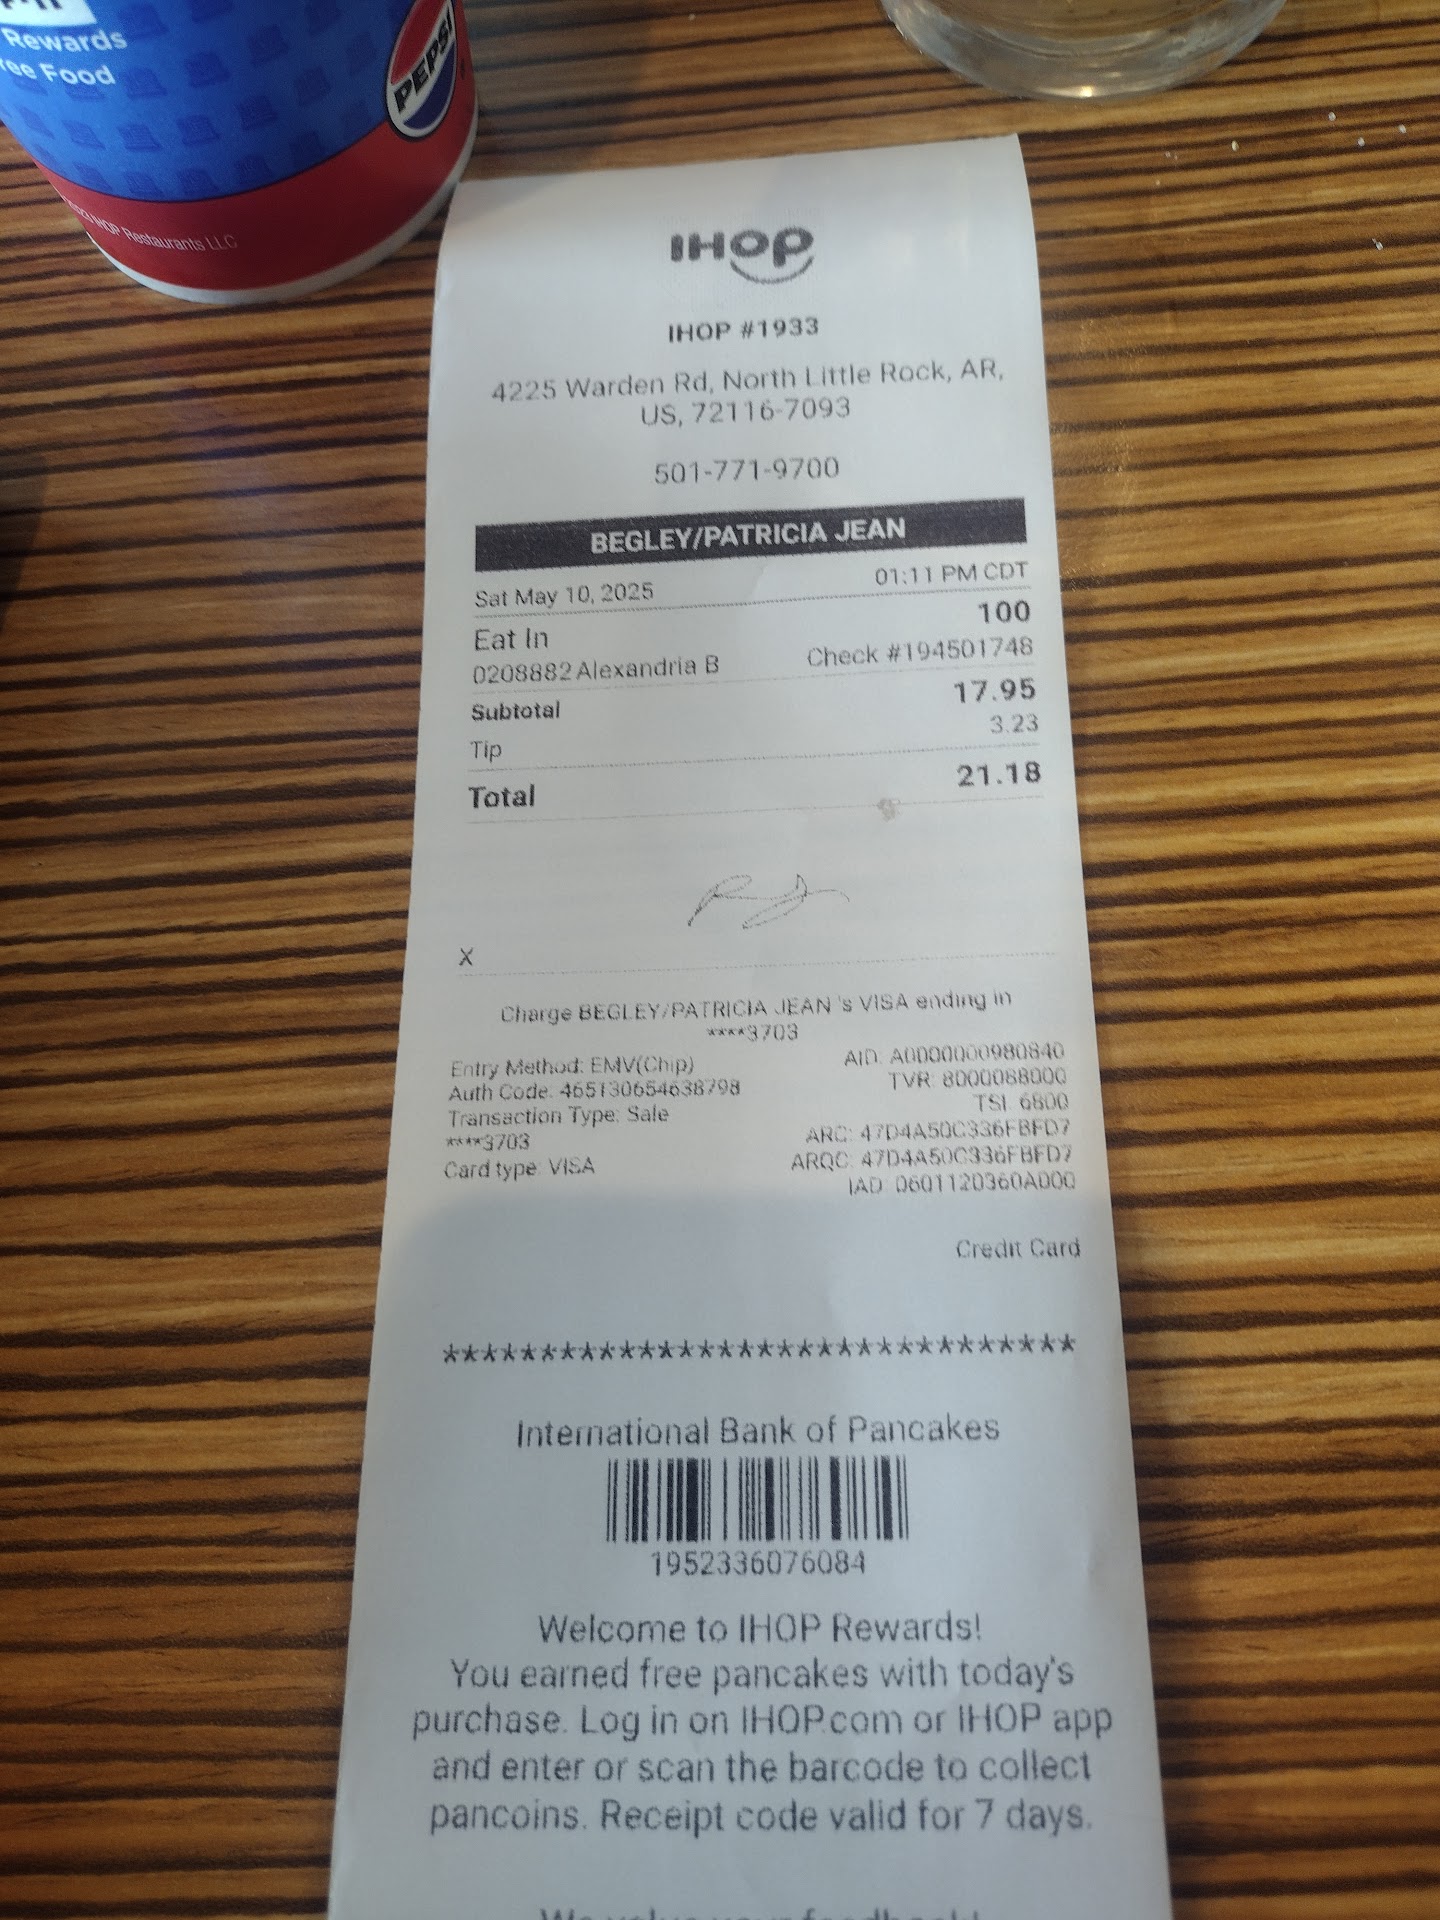 Rewards
ree Food
PEPSI
IHOP Restaurants LLC
IHOP
IHOP #1933
4225 Warden Rd, North Little Rock, AR,
US, 72116-7093
501-771-9700
BEGLEY/PATRICIA JEAN
Sat May 10, 2025 01:11 PM CDT
Eat In 100
0208882 Alexandria B Check #194501748
Subtotal 17.95
Tip 3.23
Total 21.18
X
Charge BEGLEY/PATRICIA JEAN 's VISA ending in
****3703
Entry Method: EMV(Chip) AID: A0000000980840
Auth Code: 465130654638798 TVR: 8000088000
Transaction Type: Sale TSI: 6800
****3703 ARC: 47D4A50C336FBFD7
Card type: VISA ARQC: 47D4A50C336FBFD7
IAD: 0601120360A000
Credit Card
*********************************
International Bank of Pancakes
1952336076084
Welcome to IHOP Rewards!
You earned free pancakes with today's
purchase. Log in on IHOP.com or IHOP app
and enter or scan the barcode to collect
pancoins. Receipt code valid for 7 days.
We value your feedback!